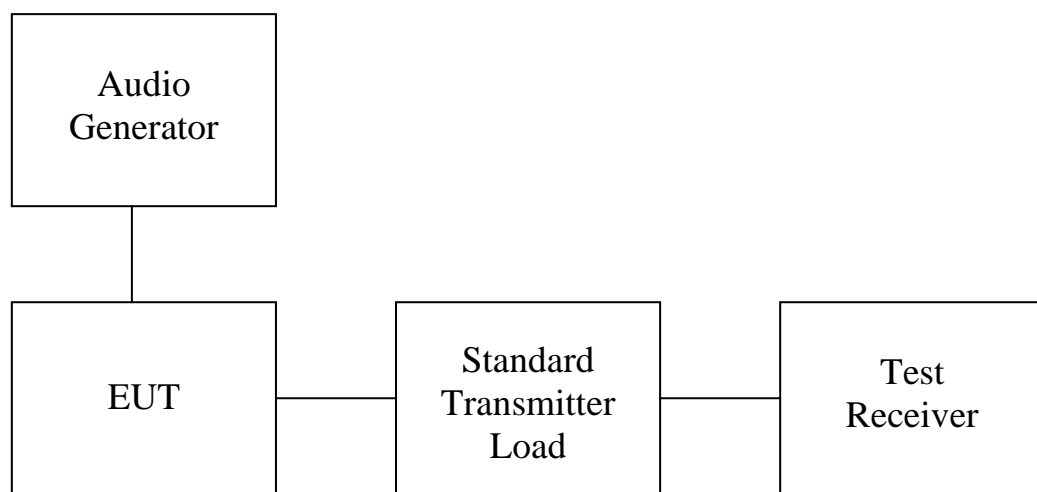 Audio
Generator
EUT
Standard
Transmitter
Load
Test
Receiver